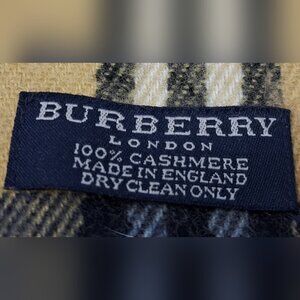 BURBERRY
LONDON
100% CASHMERE
MADE IN ENGLAND
DRY CLEAN ONLY